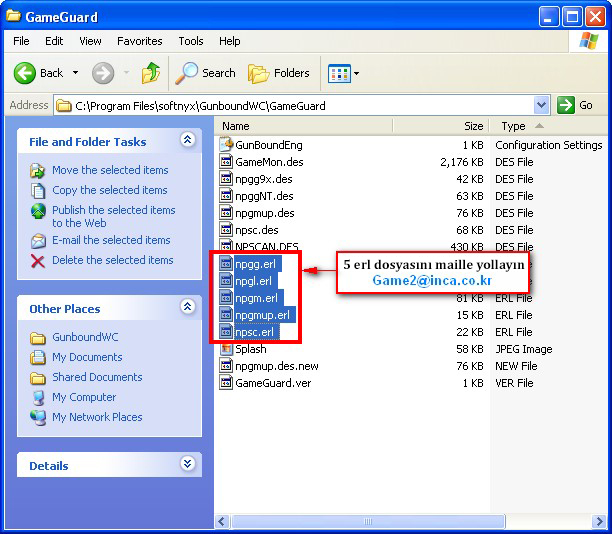 GameGuard
File Edit View Favorites Tools Help
Back Search Folders
Address C:\Program Files\softnyx\GunboundWC\GameGuard Go
File and Folder Tasks
Move the selected items
Copy the selected items
Publish the selected items
to the Web
E-mail the selected items
Delete the selected items
Other Places
GunboundWC
My Documents
Shared Documents
My Computer
My Network Places
Details
Name Size Type
GunBoundEng 1 KB Configuration Settings
GameMon.des 2,176 KB DES File
npgg9x.des 42 KB DES File
npggNT.des 63 KB DES File
npgmup.des 76 KB DES File
npsc.des 68 KB DES File
NPSCAN.DES 430 KB DES File
npgg.erl
npgl.erl
npgm.erl 81 KB ERL File
npgmup.erl 15 KB ERL File
npsc.erl 22 KB ERL File
Splash 58 KB JPEG Image
npgmup.des.new 76 KB NEW File
GameGuard.ver 1 KB VER File
5 erl dosyasını maille yollayın
Game2@inca.co.kr